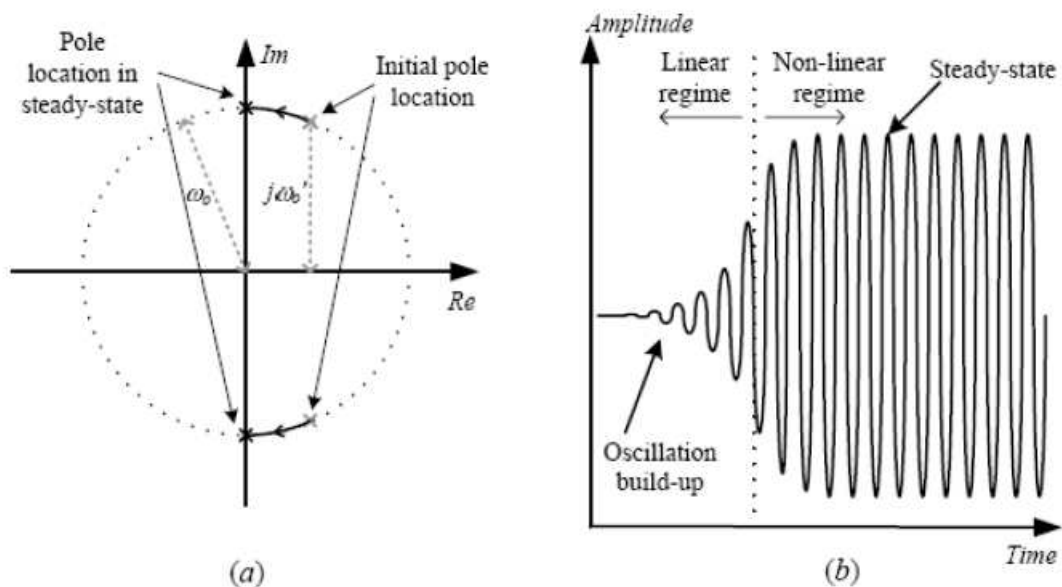 Pole
location in
steady-state
Im
Initial pole
location
ω₀
jω₀'
Re
(a)
Amplitude
Linear
regime
Non-linear
regime
Steady-state
Oscillation
build-up
Time
(b)